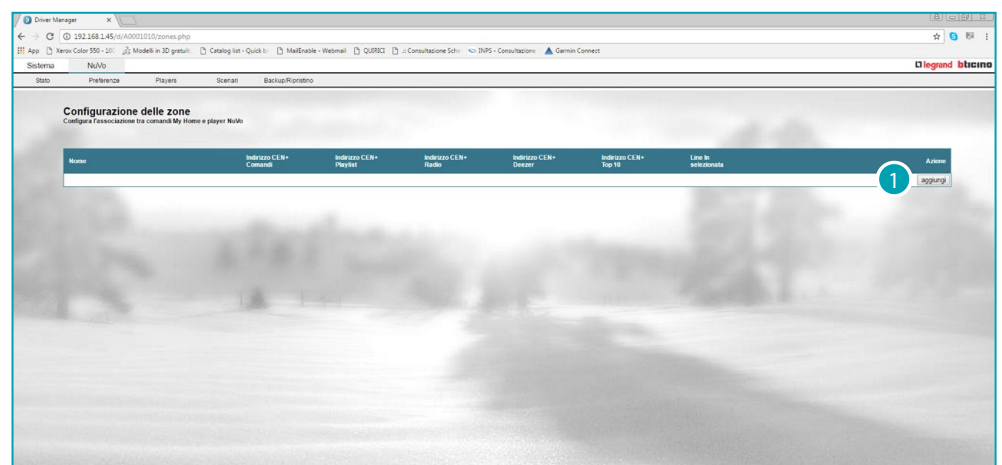 Driver Manager
192.168.1.45/d/A0001010/zones.php
App Xerox Color 550 - 100 Modelli in 3D gratuiti Catalog list - Quick b MailEnable - Webmail QUIRICI :: Consultazione Sch INPS - Consultazione Garmin Connect
Sistema NuVo legrand bticino
Stato Preferenze Players Scenari Backup/Ripristino
Configurazione delle zone
Configura l'associazione tra comandi My Home e player NuVo
Nome Indirizzo CEN+ Comandi Indirizzo CEN+ Playlist Indirizzo CEN+ Radio Indirizzo CEN+ Deezer Indirizzo CEN+ Top 10 Line In selezionata Azione
1 aggiungi